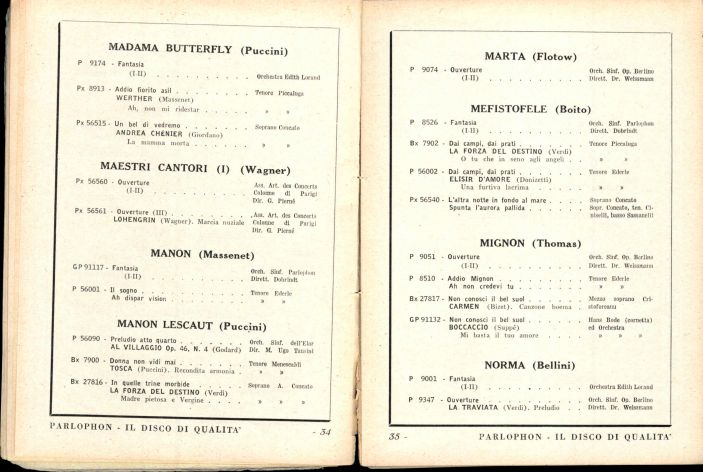 MADAMA BUTTERFLY (Puccini)
P 9174 - Fantasia
(I-II) . . . . . . . . . . Orchestra Edith Lorand
Px 8913 - Addio fiorito asil . . . . . . . Tenore Piccaluga
WERTHER (Massenet)
Ah, non mi ridestar . . . . . . » »
Px 56515 - Un bel di vedremo . . . . . . . Soprano Concato
ANDREA CHÉNIER (Giordano)
La mamma morta . . . . . . » »
MAESTRI CANTORI (I) (Wagner)
Px 56560 - Ouverture Ass. Art. des Concerts
(I-II) . . . . . . . . . Colonne di Parigi
Dir. G. Pierné
Px 56561 - Ouverture (III) . . . . . . . Ass. Art. des Concerts
LOHENGRIN (Wagner). Marcia nuziale Colonne di Parigi
Dir. G. Pierné
MANON (Massenet)
GP 91117 - Fantasia Orch. Sinf. Parlophon
(I-II) . . . . . . . . . Dirett. Dobrindt
P 56001 - Il sogno . . . . . . . . . Tenore Ederle
Ah dispar vision . . . . . . . . » »
MANON LESCAUT (Puccini)
P 56090 - Preludio atto quarto . . . . . . Orch. Sinf. dell'Eiar
AL VILLAGGIO Op. 46, N. 4 (Godard) Dir. M. Ugo Tansini
Bx 7900 - Donna non vidi mai . . . . . . Tenore Menescaldi
TOSCA (Puccini). Recondita armonia . » »
Bx 27816 - In quelle trine morbide . . . . . Soprano A. Concato
LA FORZA DEL DESTINO (Verdi)
Madre pietosa e Vergine . . . . » »
PARLOPHON - IL DISCO DI QUALITA' - 34
MARTA (Flotow)
P 9074 - Ouverture Orch. Sinf. Op. Berlino
(I-II) . . . . . . . . . Dirett. Dr. Weissmann
MEFISTOFELE (Boito)
P 8526 - Fantasia Orch. Sinf. Parlophon
(I-II) . . . . . . . . . Dirett. Dobrindt
Bx 7902 - Dai campi, dai prati . . . . . . Tenore Piccaluga
LA FORZA DEL DESTINO (Verdi)
O tu che in seno agli angeli . . » »
P 56002 - Dai campi, dai prati . . . . . . Tenore Ederle
ELISIR D'AMORE (Donizetti)
Una furtiva lacrima . . . . . » »
Px 56540 - L'altra notte in fondo al mare . . . Soprano Concato
Spunta l'aurora pallida . . . . . Sopr. Concato, ten. Ci-
niselli, basso Sassanelli
MIGNON (Thomas)
P 9051 - Ouverture Orch. Sinf. Op. Berlino
(I-II) . . . . . . . . . Dirett. Dr. Weissmann
P 8510 - Addio Mignon . . . . . . . . Tenore Ederle
Ah non credevi tu . . . . . . . » »
Bx 27817 - Non conosci il bel suol . . . . . Mezzo soprano Cri-
CARMEN (Bizet). Canzone boema . stoforeanu
GP 91132 - Non conosci il bel suol . . . . . Hans Bode (cornetta)
BOCCACCIO (Suppé) ed Orchestra
Mi basta il tuo amore . . . . » »
NORMA (Bellini)
P 9001 - Fantasia
(I-II) . . . . . . . . . Orchestra Edith Lorand
P 9347 - Ouverture . . . . . . . . . Orch. Sinf. Op. Berlino
LA TRAVIATA (Verdi). Preludio . . Dirett. Dr. Weissmann
35 - PARLOPHON - IL DISCO DI QUALITA'